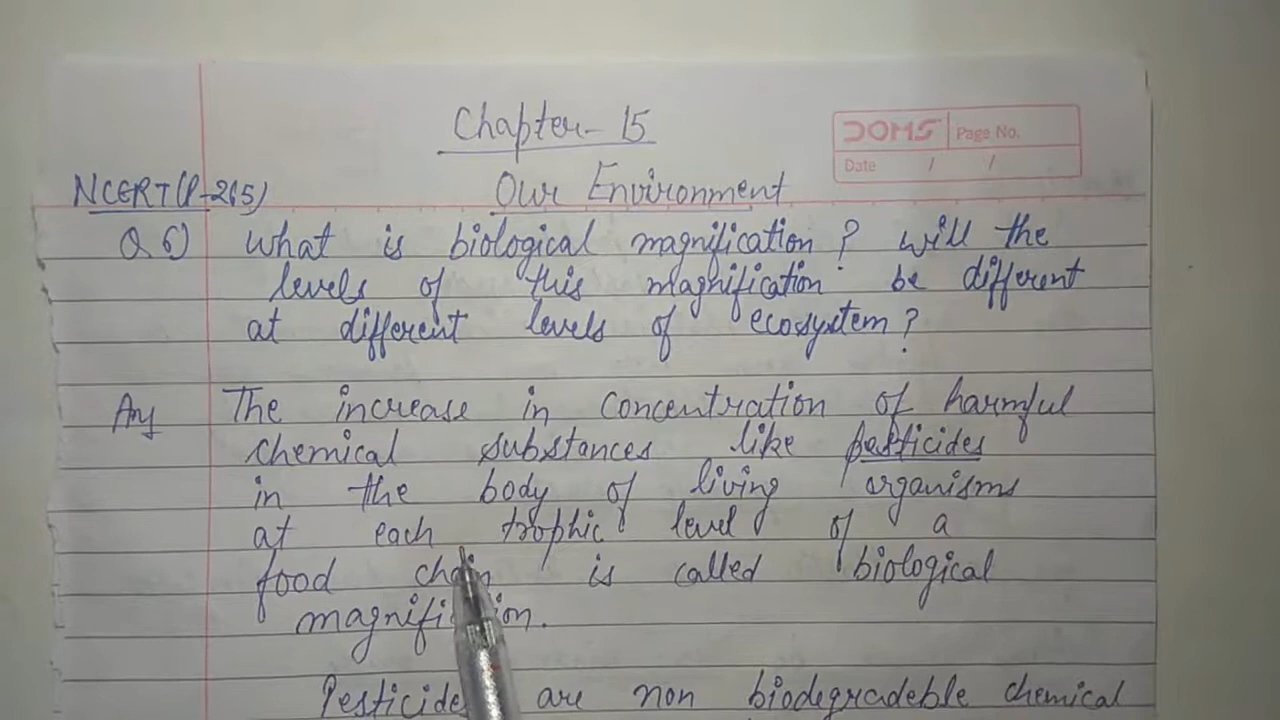 Chapter-15
DOMS Page No.
Date / /
NCERT(P-265) Our Environment
Q 6) What is biological magnification? Will the
levels of this magnification be different
at different levels of ecosystem?
Ans The increase in concentration of harmful
chemical substances like pesticides
in the body of living organisms
at each trophic level of a
food chain is called biological
magnification.
Pesticides are non biodegradeble chemical